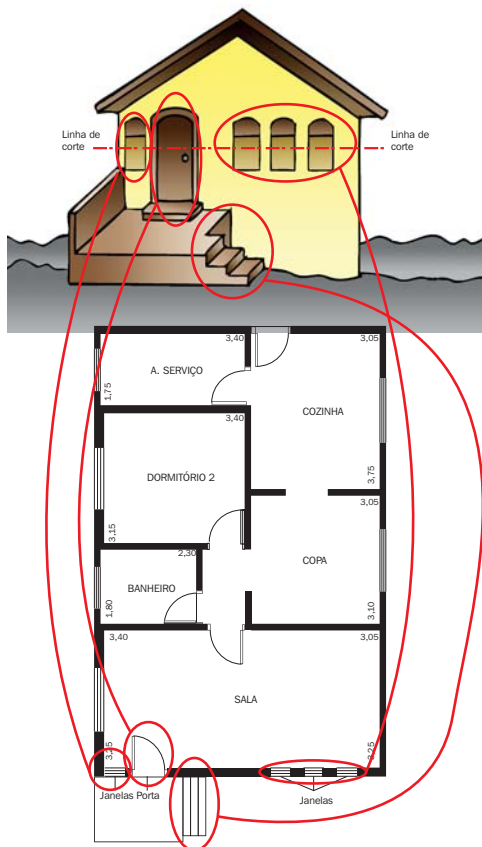 Linha de
corte
Linha de
corte
3,40
3,05
A. SERVIÇO
1,75
3,40
COZINHA
DORMITÓRIO 2
3,75
3,05
3,15
2,30
COPA
BANHEIRO
1,80
3,10
3,40
3,05
SALA
3,25
3,25
Janelas Porta
Janelas